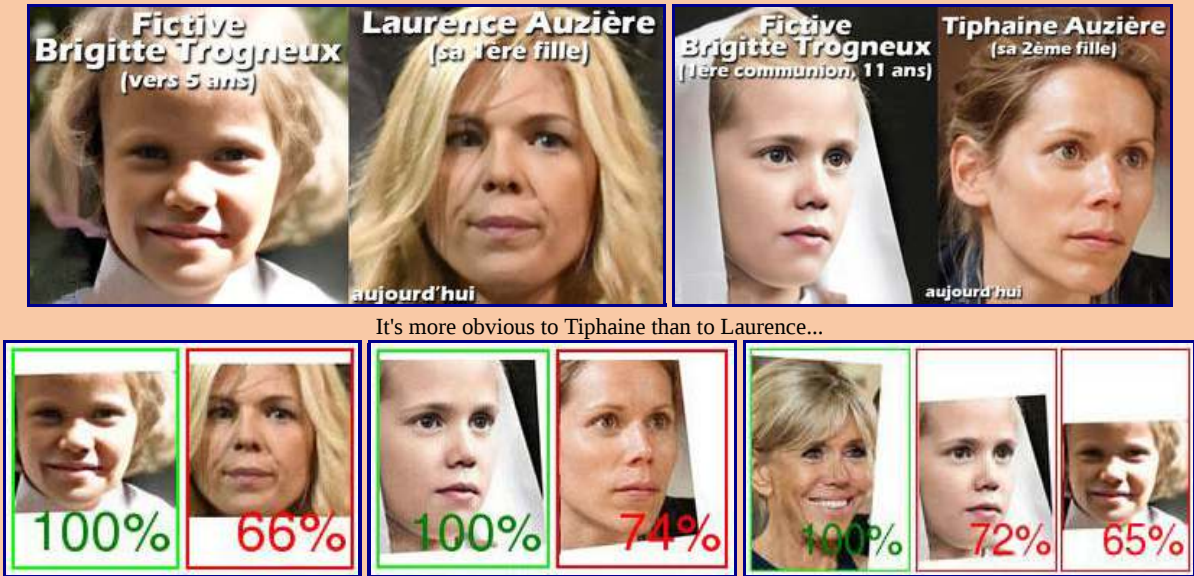 Fictive
Brigitte Trogneux
(vers 5 ans)
Laurence Auzière
(sa 1ère fille)
aujourd'hui
Fictive
Brigitte Trogneux
(1ère communion, 11 ans)
Tiphaine Auzière
(sa 2ème fille)
aujourd'hui
It's more obvious to Tiphaine than to Laurence...
100%
66%
100%
74%
100%
72%
65%